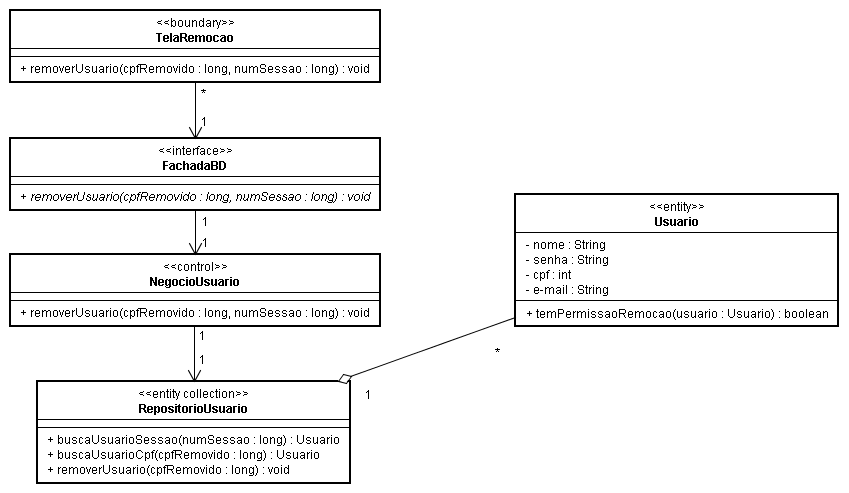 <<boundary>>
TelaRemocao
+ removerUsuario(cpfRemovido : long, numSessao : long) : void
*
1
<<interface>>
FachadaBD
+ removerUsuario(cpfRemovido : long, numSessao : long) : void
1
1
<<control>>
NegocioUsuario
+ removerUsuario(cpfRemovido : long, numSessao : long) : void
1
1
<<entity collection>>
RepositorioUsuario
+ buscaUsuarioSessao(numSessao : long) : Usuario
+ buscaUsuarioCpf(cpfRemovido : long) : Usuario
+ removerUsuario(cpfRemovido : long) : void
1
*
<<entity>>
Usuario
- nome : String
- senha : String
- cpf : int
- e-mail : String
+ temPermissaoRemocao(usuario : Usuario) : boolean